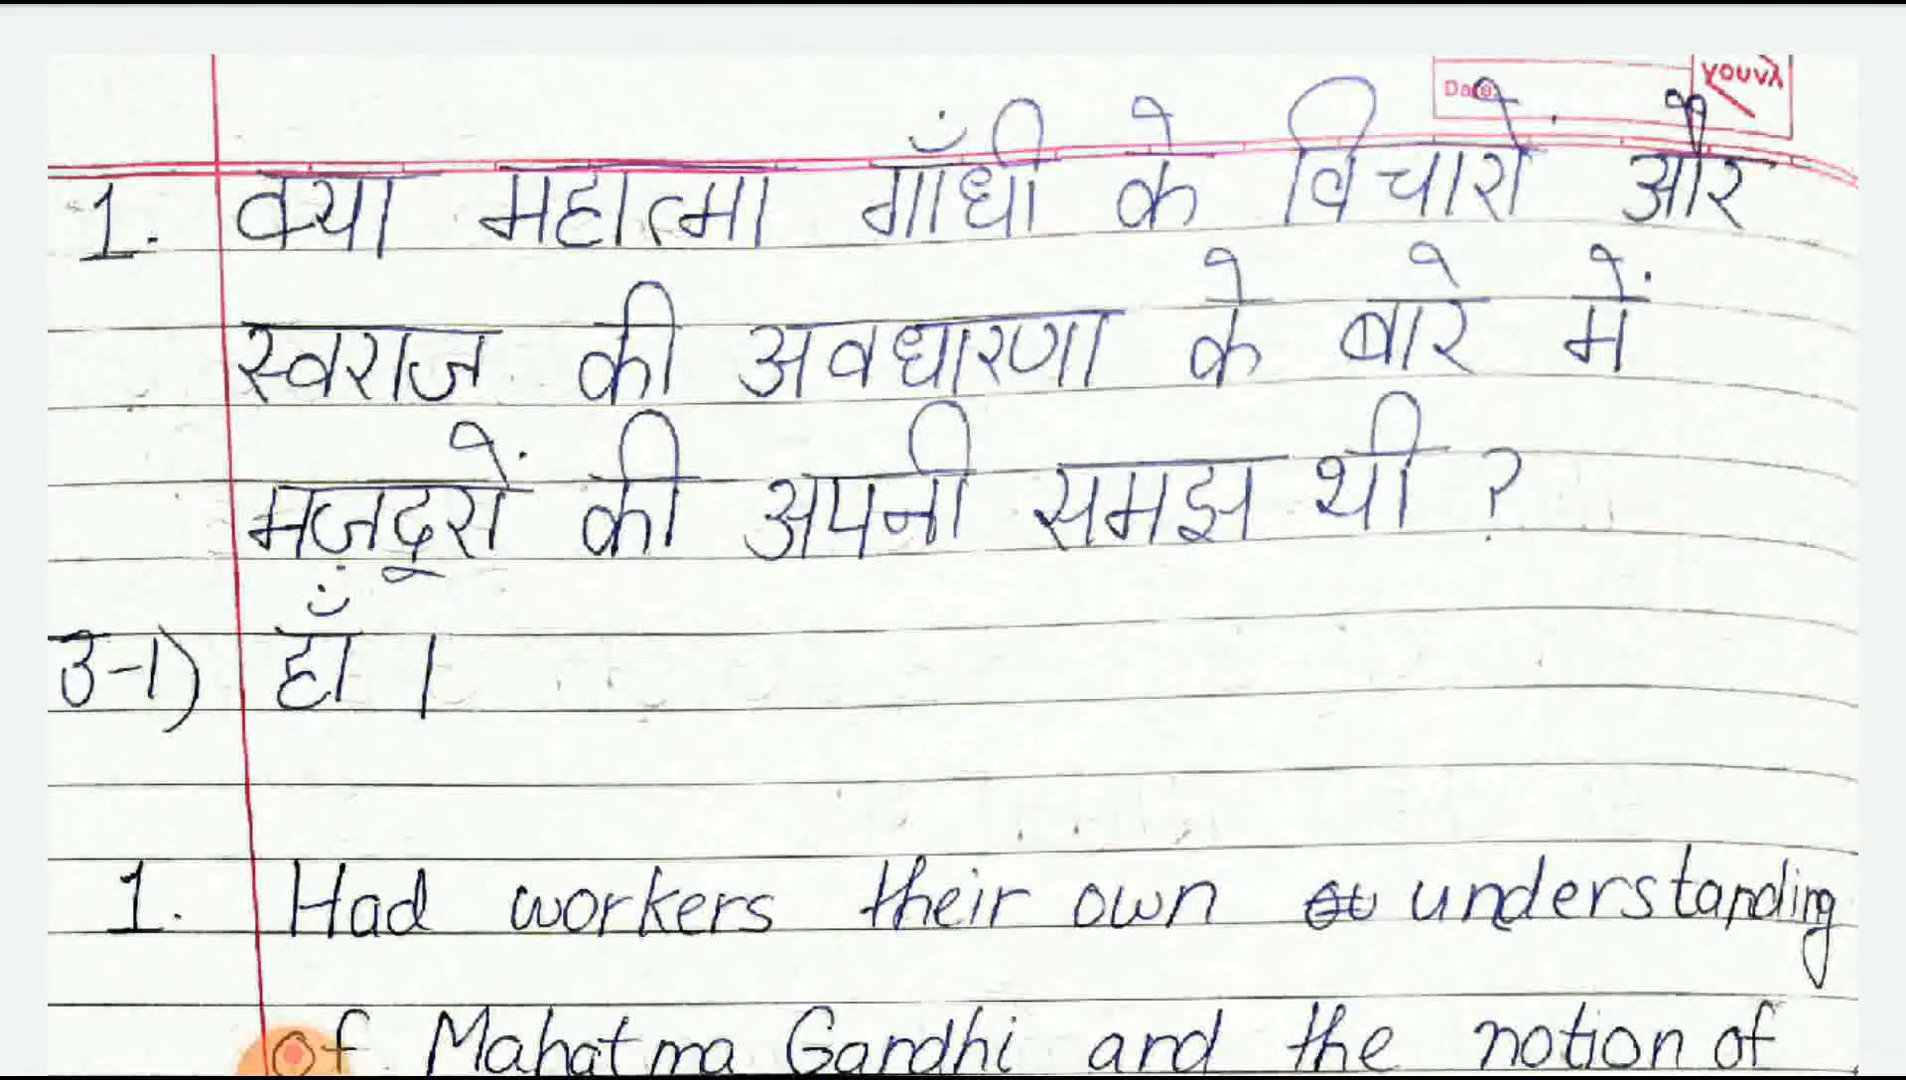 Date:
youvA
1. क्या महात्मा गाँधी के विचारों और
स्वराज की अवधारणा के बारे में
मज़दूरों की अपनी समझ थी ?
उ-1) हाँ ।
1. Had workers their own understanding
of Mahatma Gandhi and the notion of